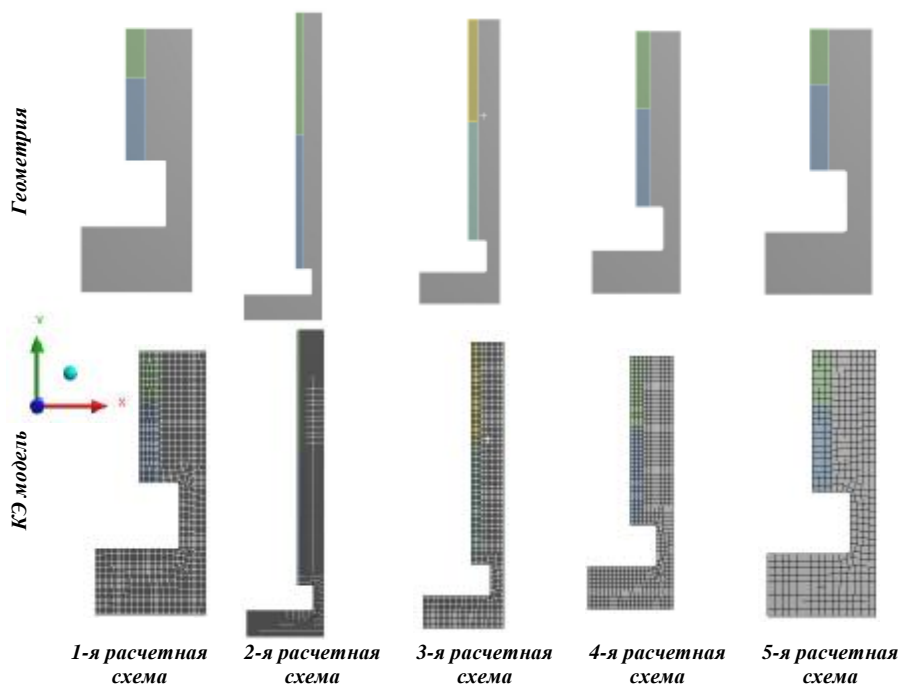 Геометрия
Y
X
КЭ модель
1-я расчетная
схема
2-я расчетная
схема
3-я расчетная
схема
4-я расчетная
схема
5-я расчетная
схема